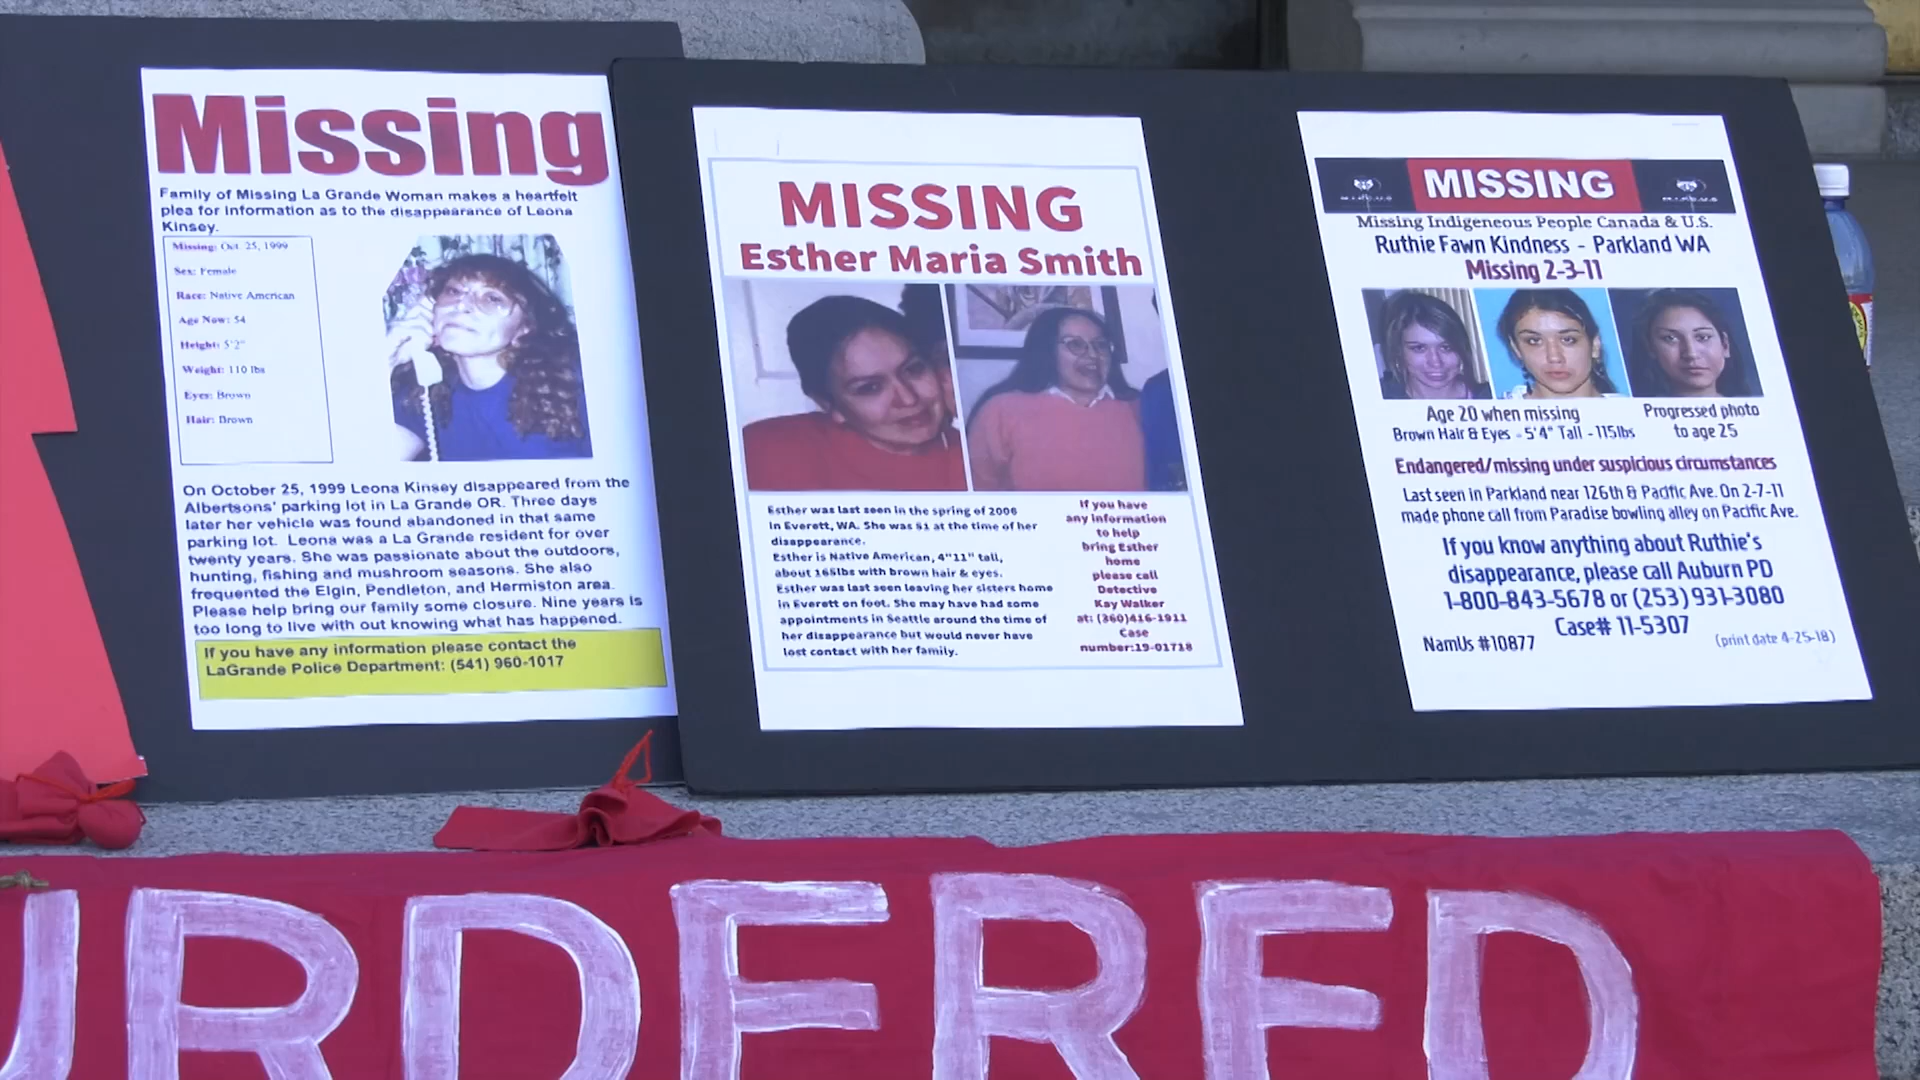 Missing
Family of Missing La Grande Woman makes a heartfelt
plea for information as to the disappearance of Leona
Kinsey.
Missing: Oct. 25, 1999
Sex: Female
Race: Native American
Age Now: 54
Height: 5'2"
Weight: 110 lbs
Eyes: Brown
Hair: Brown
On October 25, 1999 Leona Kinsey disappeared from the
Albertsons' parking lot in La Grande OR. Three days
later her vehicle was found abandoned in that same
parking lot. Leona was a La Grande resident for over
twenty years. She was passionate about the outdoors,
hunting, fishing and mushroom seasons. She also
frequented the Elgin, Pendleton, and Hermiston area.
Please help bring our family some closure. Nine years is
too long to live with out knowing what has happened.
If you have any information please contact the
LaGrande Police Department: (541) 960-1017
MISSING
Esther Maria Smith
Esther was last seen in the spring of 2006
in Everett, WA. She was 51 at the time of her
disappearance.
Esther is Native American, 4"11" tall,
about 165lbs with brown hair & eyes.
Esther was last seen leaving her sisters home
in Everett on foot. She may have had some
appointments in Seattle around the time of
her disappearance but would never have
lost contact with her family.
If you have
any information
to help
bring Esther
home
please call
Detective
Kay Walker
at: (360)416-1911
Case
number:19-01718
MISSING
Missing Indigeneous People Canada & U.S.
Ruthie Fawn Kindness - Parkland WA
Missing 2-3-11
Age 20 when missing
Brown Hair & Eyes - 5'4" Tall - 115lbs
Progressed photo
to age 25
Endangered/missing under suspicious circumstances
Last seen in Parkland near 126th & Pacific Ave. On 2-7-11
made phone call from Paradise bowling alley on Pacific Ave.
If you know anything about Ruthie's
disappearance, please call Auburn PD
1-800-843-5678 or (253) 931-3080
Case# 11-5307
NamUs #10877
(print date 4-25-18)
URDERED